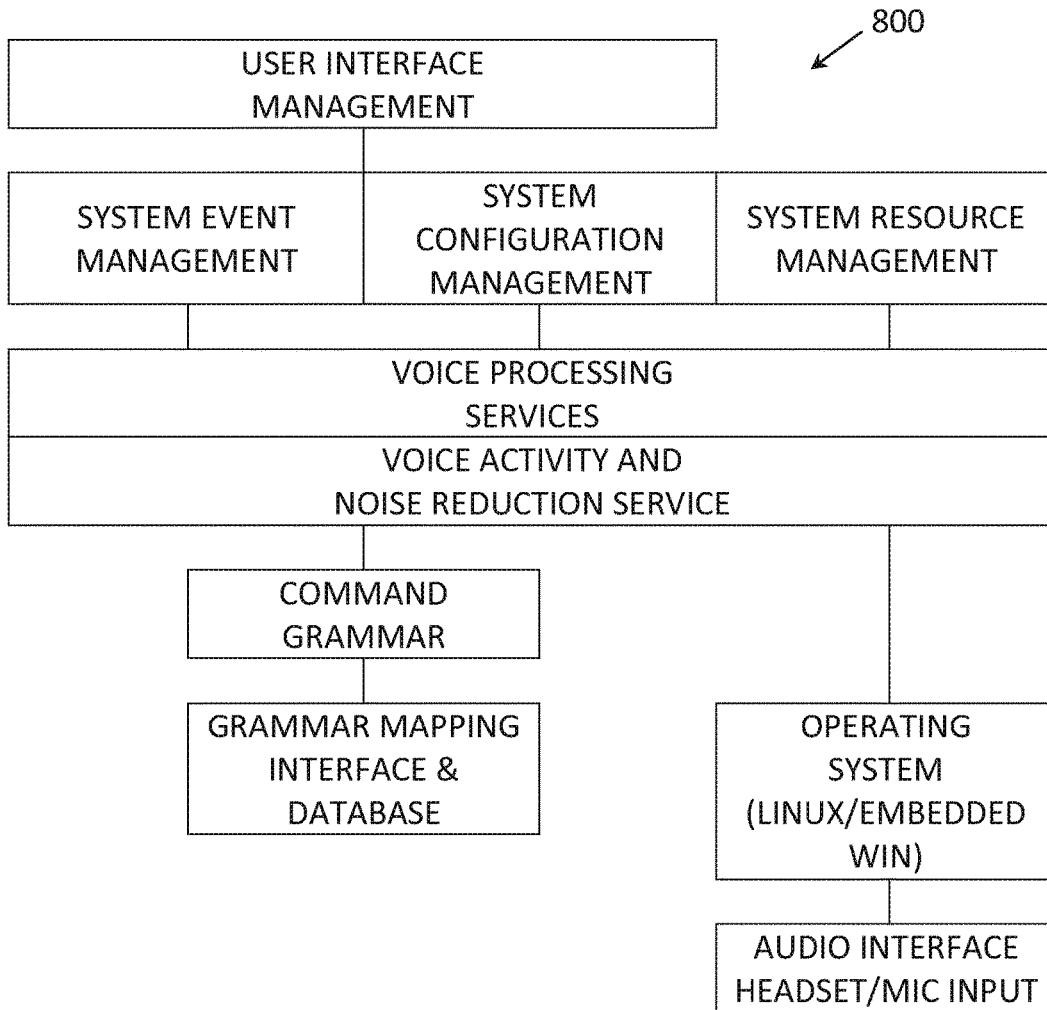 800
USER INTERFACE
MANAGEMENT
SYSTEM EVENT
MANAGEMENT
SYSTEM
CONFIGURATION
MANAGEMENT
SYSTEM RESOURCE
MANAGEMENT
VOICE PROCESSING
SERVICES
VOICE ACTIVITY AND
NOISE REDUCTION SERVICE
COMMAND
GRAMMAR
GRAMMAR MAPPING
INTERFACE &
DATABASE
OPERATING
SYSTEM
(LINUX/EMBEDDED
WIN)
AUDIO INTERFACE
HEADSET/MIC INPUT